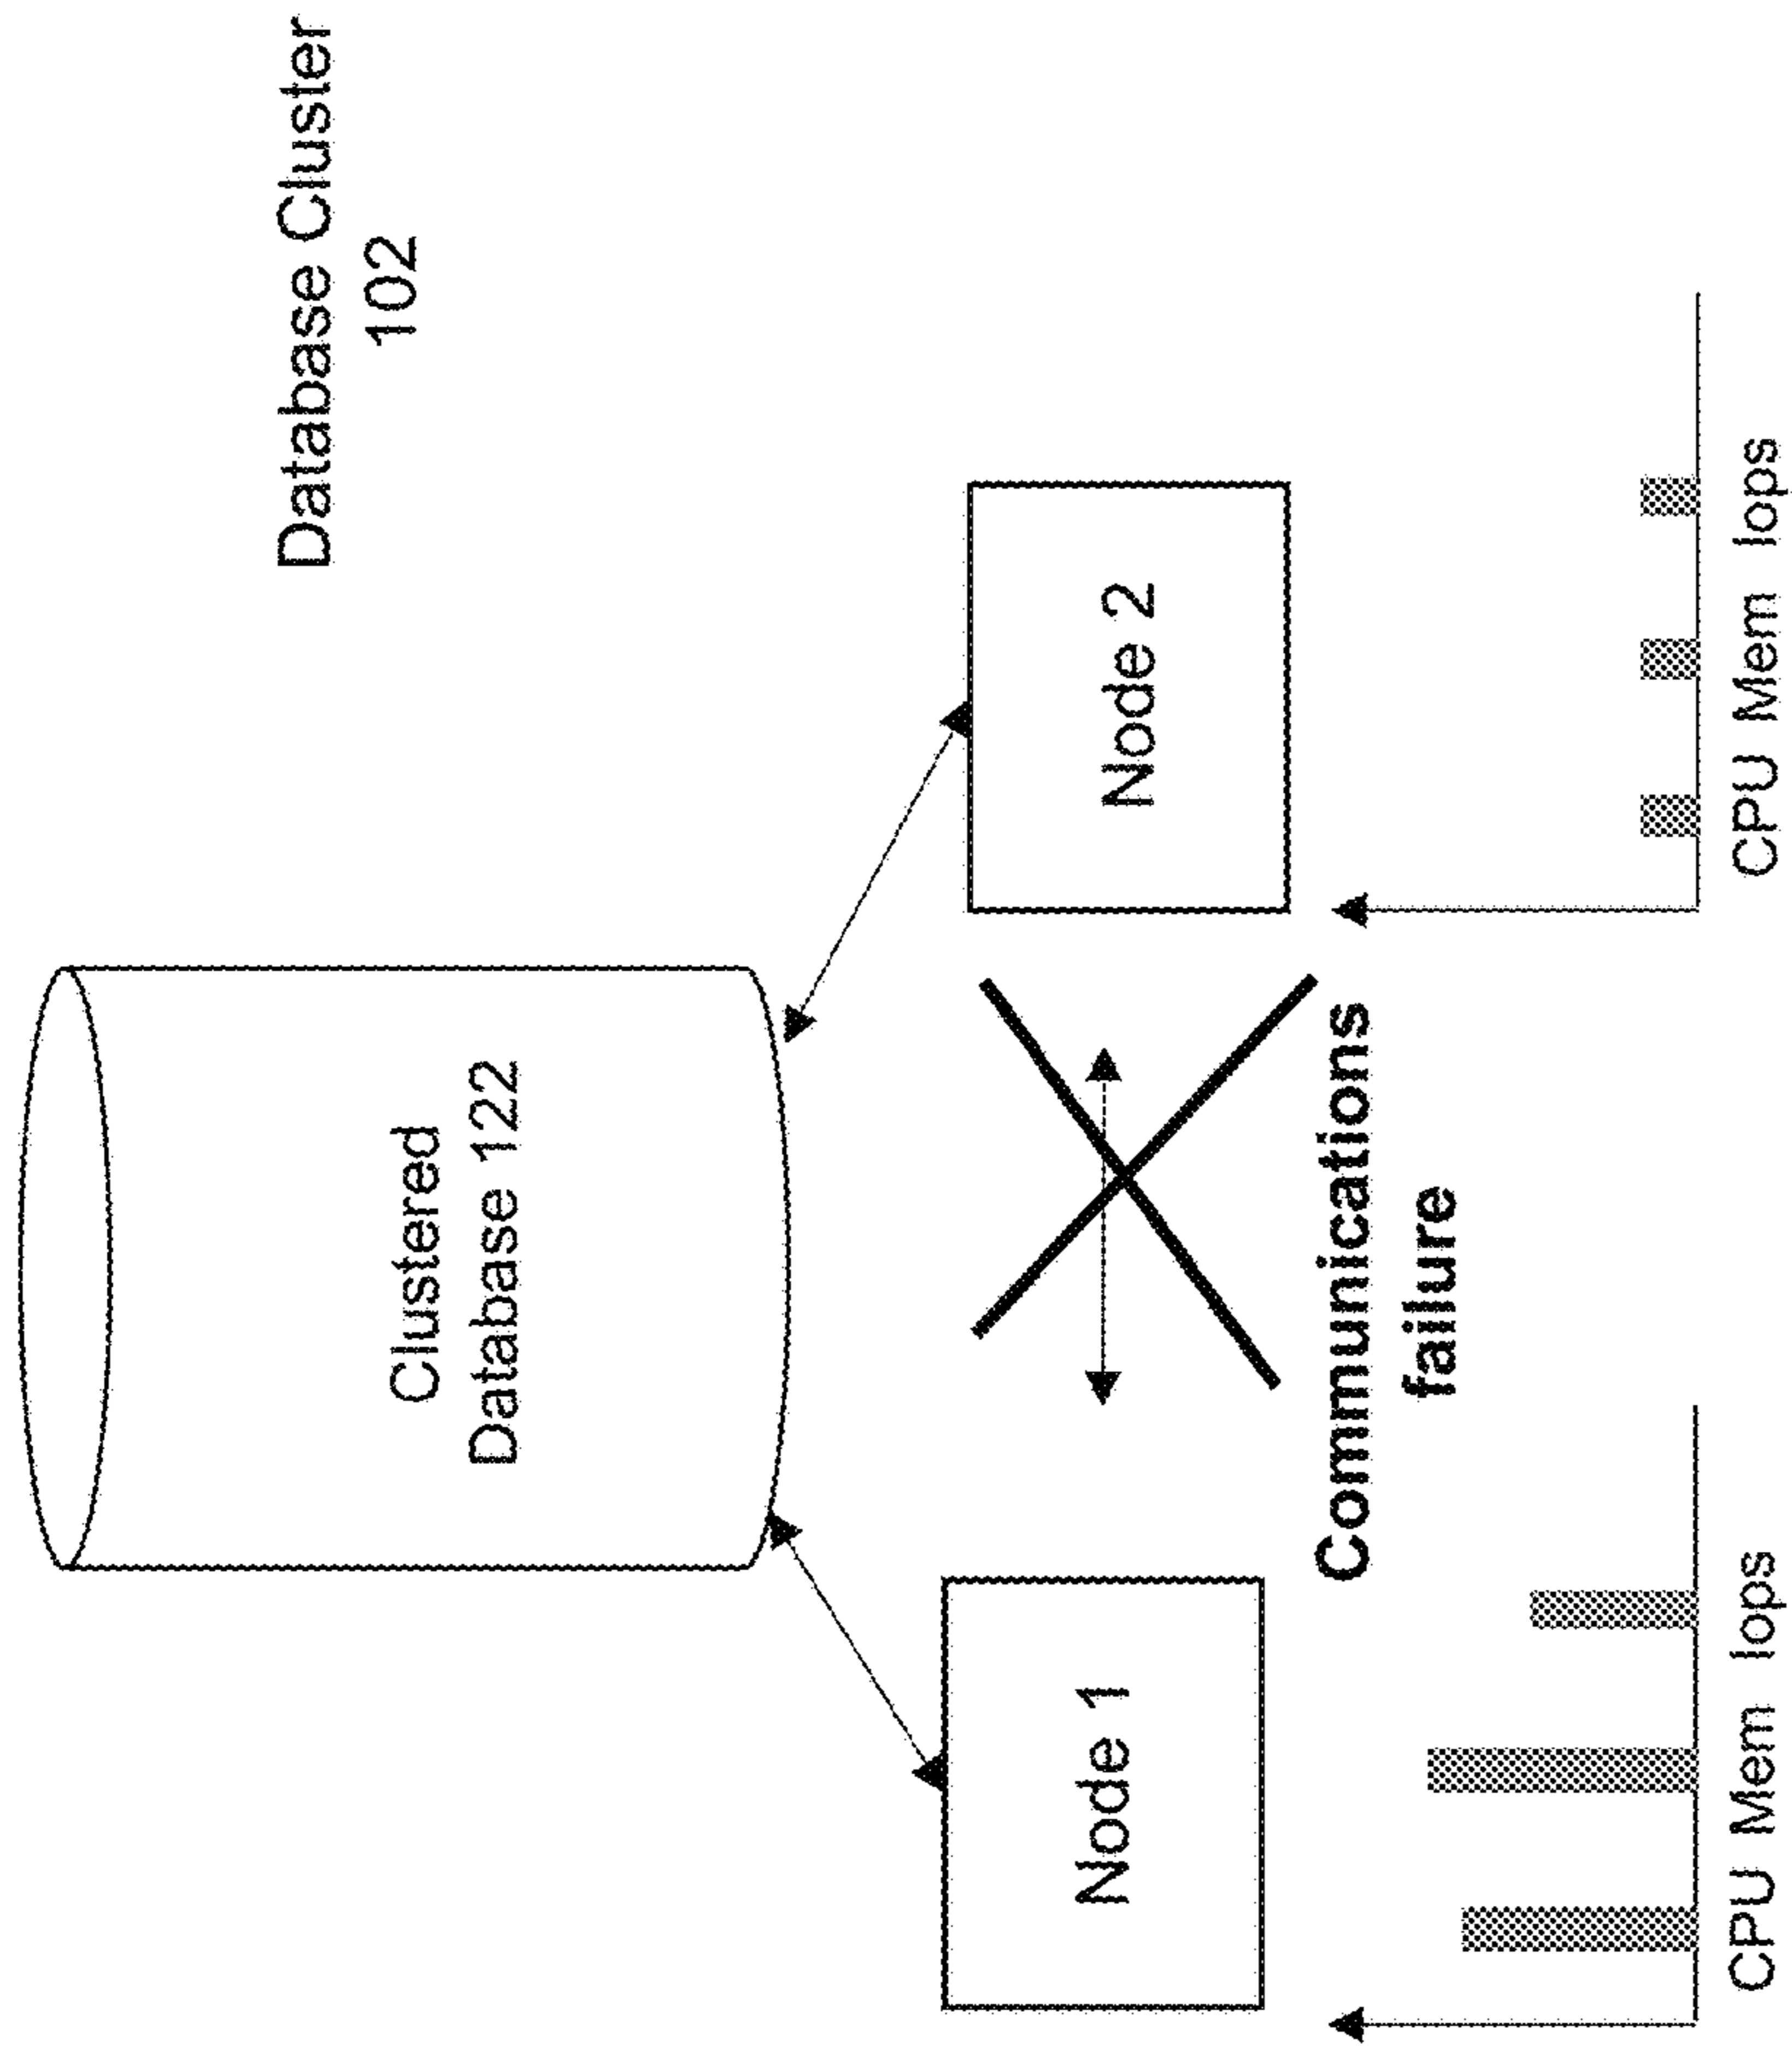 Database Cluster
102
Clustered
Database 122
Node 1
Node 2
Communications
failure
CPU Mem Iops
CPU Mem Iops